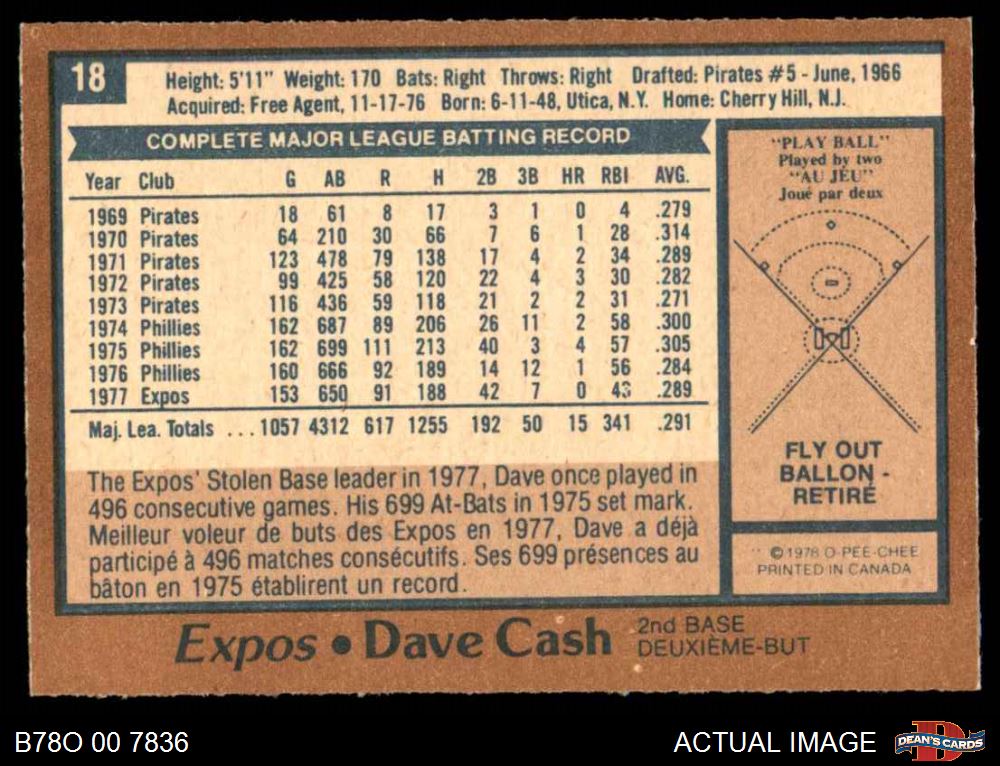 18
Height: 5'11" Weight: 170 Bats: Right Throws: Right Drafted: Pirates #5 - June, 1966
Acquired: Free Agent, 11-17-76 Born: 6-11-48, Utica, N.Y. Home: Cherry Hill, N.J.
COMPLETE MAJOR LEAGUE BATTING RECORD
Year Club G AB R H 2B 3B HR RBI AVG.
1969 Pirates 18 61 8 17 3 1 0 4 .279
1970 Pirates 64 210 30 66 7 6 1 28 .314
1971 Pirates 123 478 79 138 17 4 2 34 .289
1972 Pirates 99 425 58 120 22 4 3 30 .282
1973 Pirates 116 436 59 118 21 2 2 31 .271
1974 Phillies 162 687 89 206 26 11 2 58 .300
1975 Phillies 162 699 111 213 40 3 4 57 .305
1976 Phillies 160 666 92 189 14 12 1 56 .284
1977 Expos 153 650 91 188 42 7 0 43 .289
Maj. Lea. Totals ... 1057 4312 617 1255 192 50 15 341 .291
The Expos' Stolen Base leader in 1977, Dave once played in
496 consecutive games. His 699 At-Bats in 1975 set mark.
Meilleur voleur de buts des Expos en 1977, Dave a déjà
participé à 496 matches consécutifs. Ses 699 présences au
bâton en 1975 établirent un record.
"PLAY BALL"
Played by two
"AU JEU"
Joué par deux
FLY OUT
BALLON -
RETIRÉ
© 1978 O-PEE-CHEE
PRINTED IN CANADA
Expos • Dave Cash
2nd BASE
DEUXIÈME-BUT
B78O 00 7836
ACTUAL IMAGE
DEAN'S CARDS